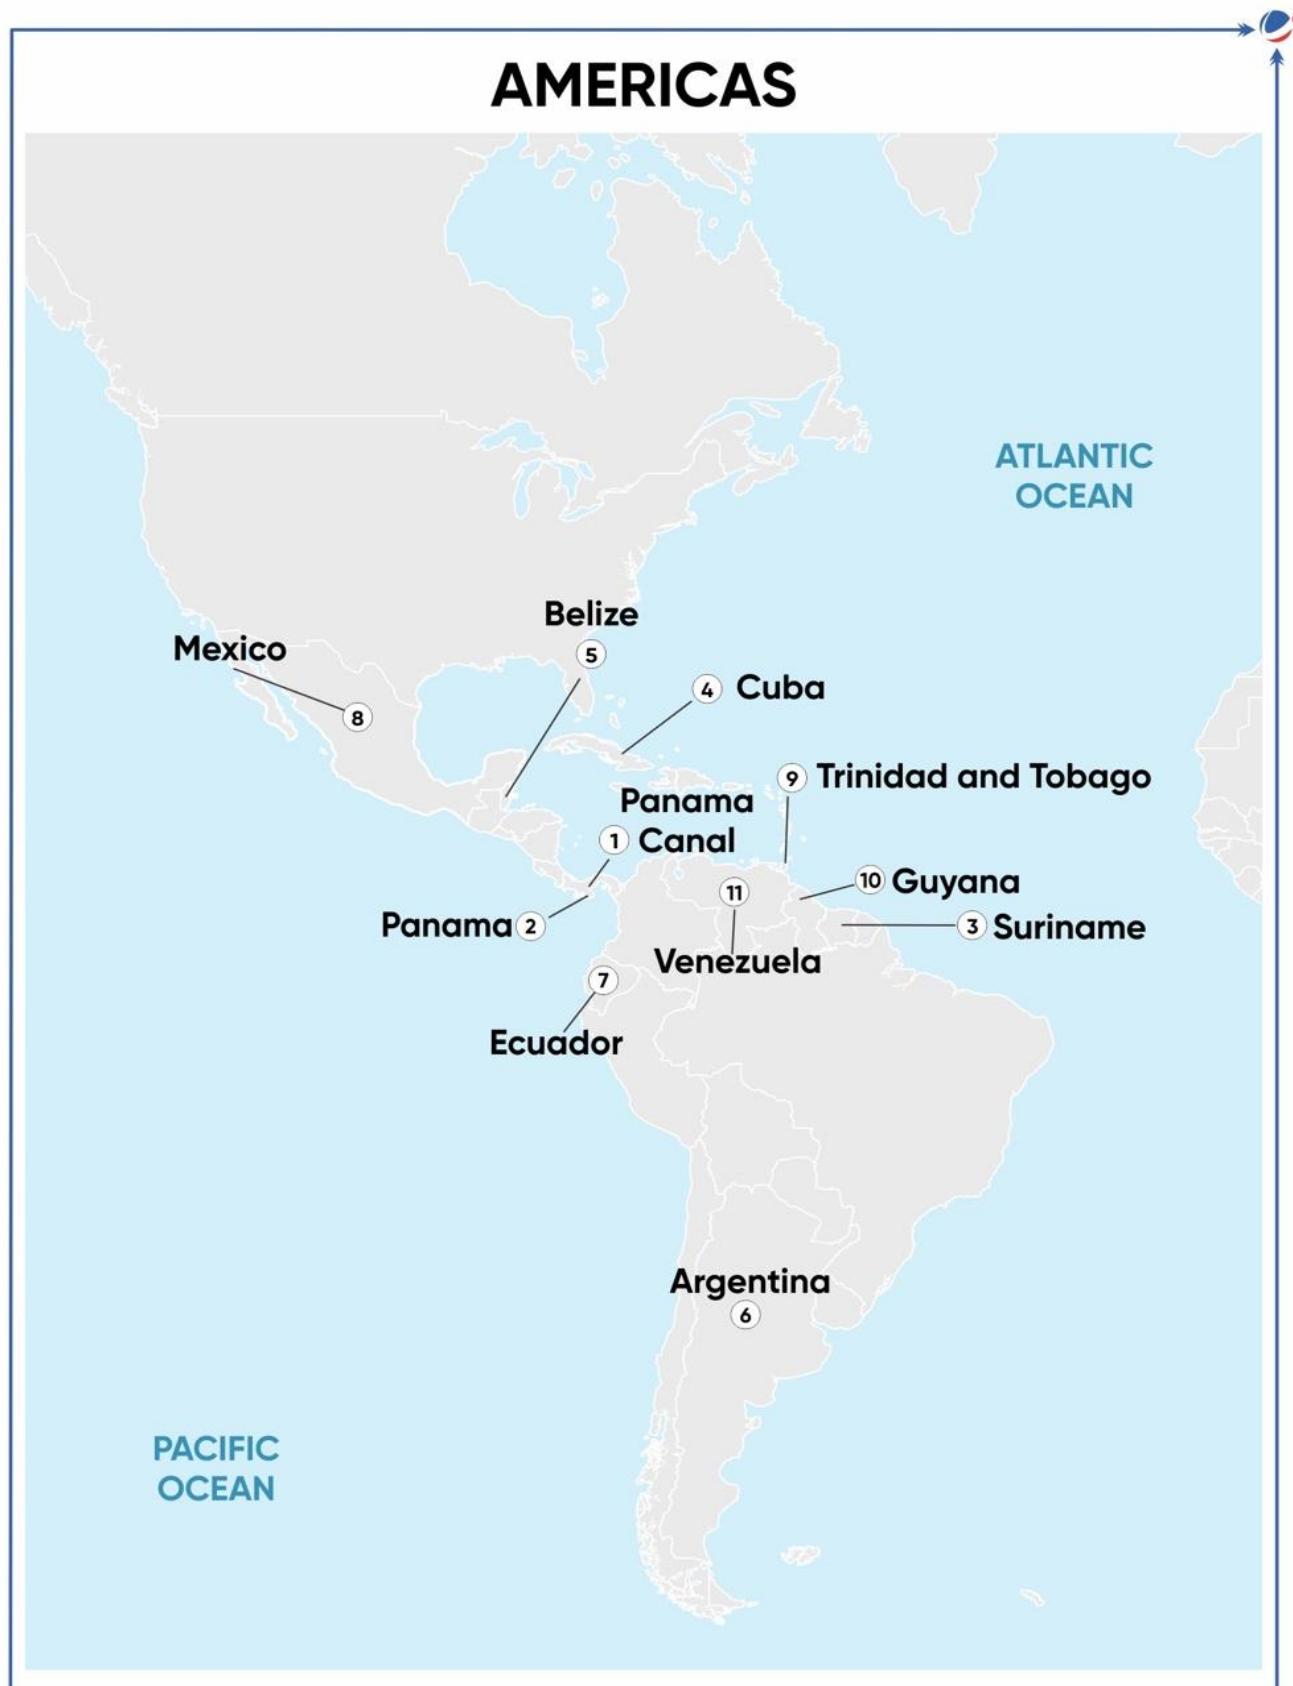 AMERICAS
ATLANTIC
OCEAN
Belize
5
Mexico
8
4 Cuba
9 Trinidad and Tobago
Panama
1 Canal
10 Guyana
11
Panama 2
3 Suriname
Venezuela
7
Ecuador
Argentina
6
PACIFIC
OCEAN